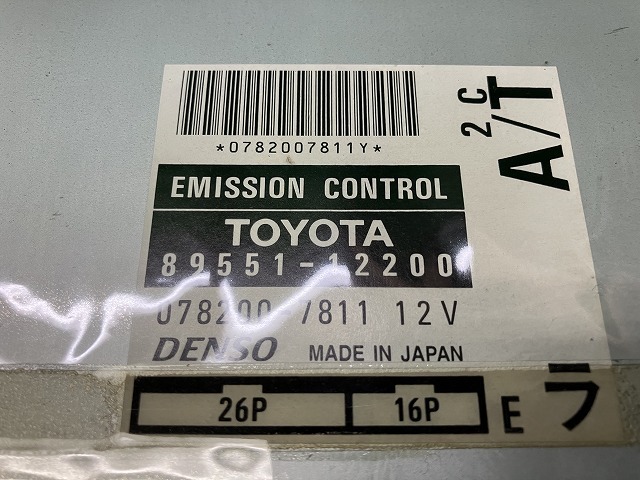 *0782007811Y*
EMISSION CONTROL
TOYOTA
89551-12200
078200-7811 12V
DENSO MADE IN JAPAN
26P 16P E
2C
A/T